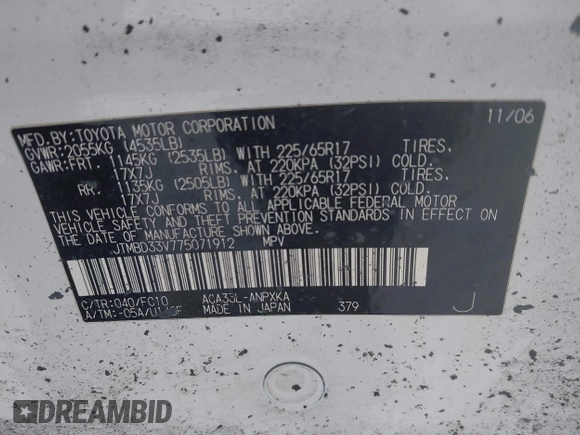 MFD. BY: TOYOTA MOTOR CORPORATION 11/06
GVWR: 2055KG (4535LB)
GAWR: FRT. 1145KG (2535LB) WITH 225/65R17 TIRES.
17X7J RIMS. AT 220KPA (32PSI) COLD.
RR. 1135KG (2505LB) WITH 225/65R17 TIRES.
17X7J RIMS. AT 220KPA (32PSI) COLD.
THIS VEHICLE CONFORMS TO ALL APPLICABLE FEDERAL MOTOR
VEHICLE SAFETY STANDARDS IN EFFECT ON THE
DATE OF MANUFACTURE SHOWN ABOVE.
JTMBD33V775071912 MPV
C/TR: 040/FC10 ACA33L-ANPXKA
A/TM: -05A/ MADE IN JAPAN 379 J
DREAMBID